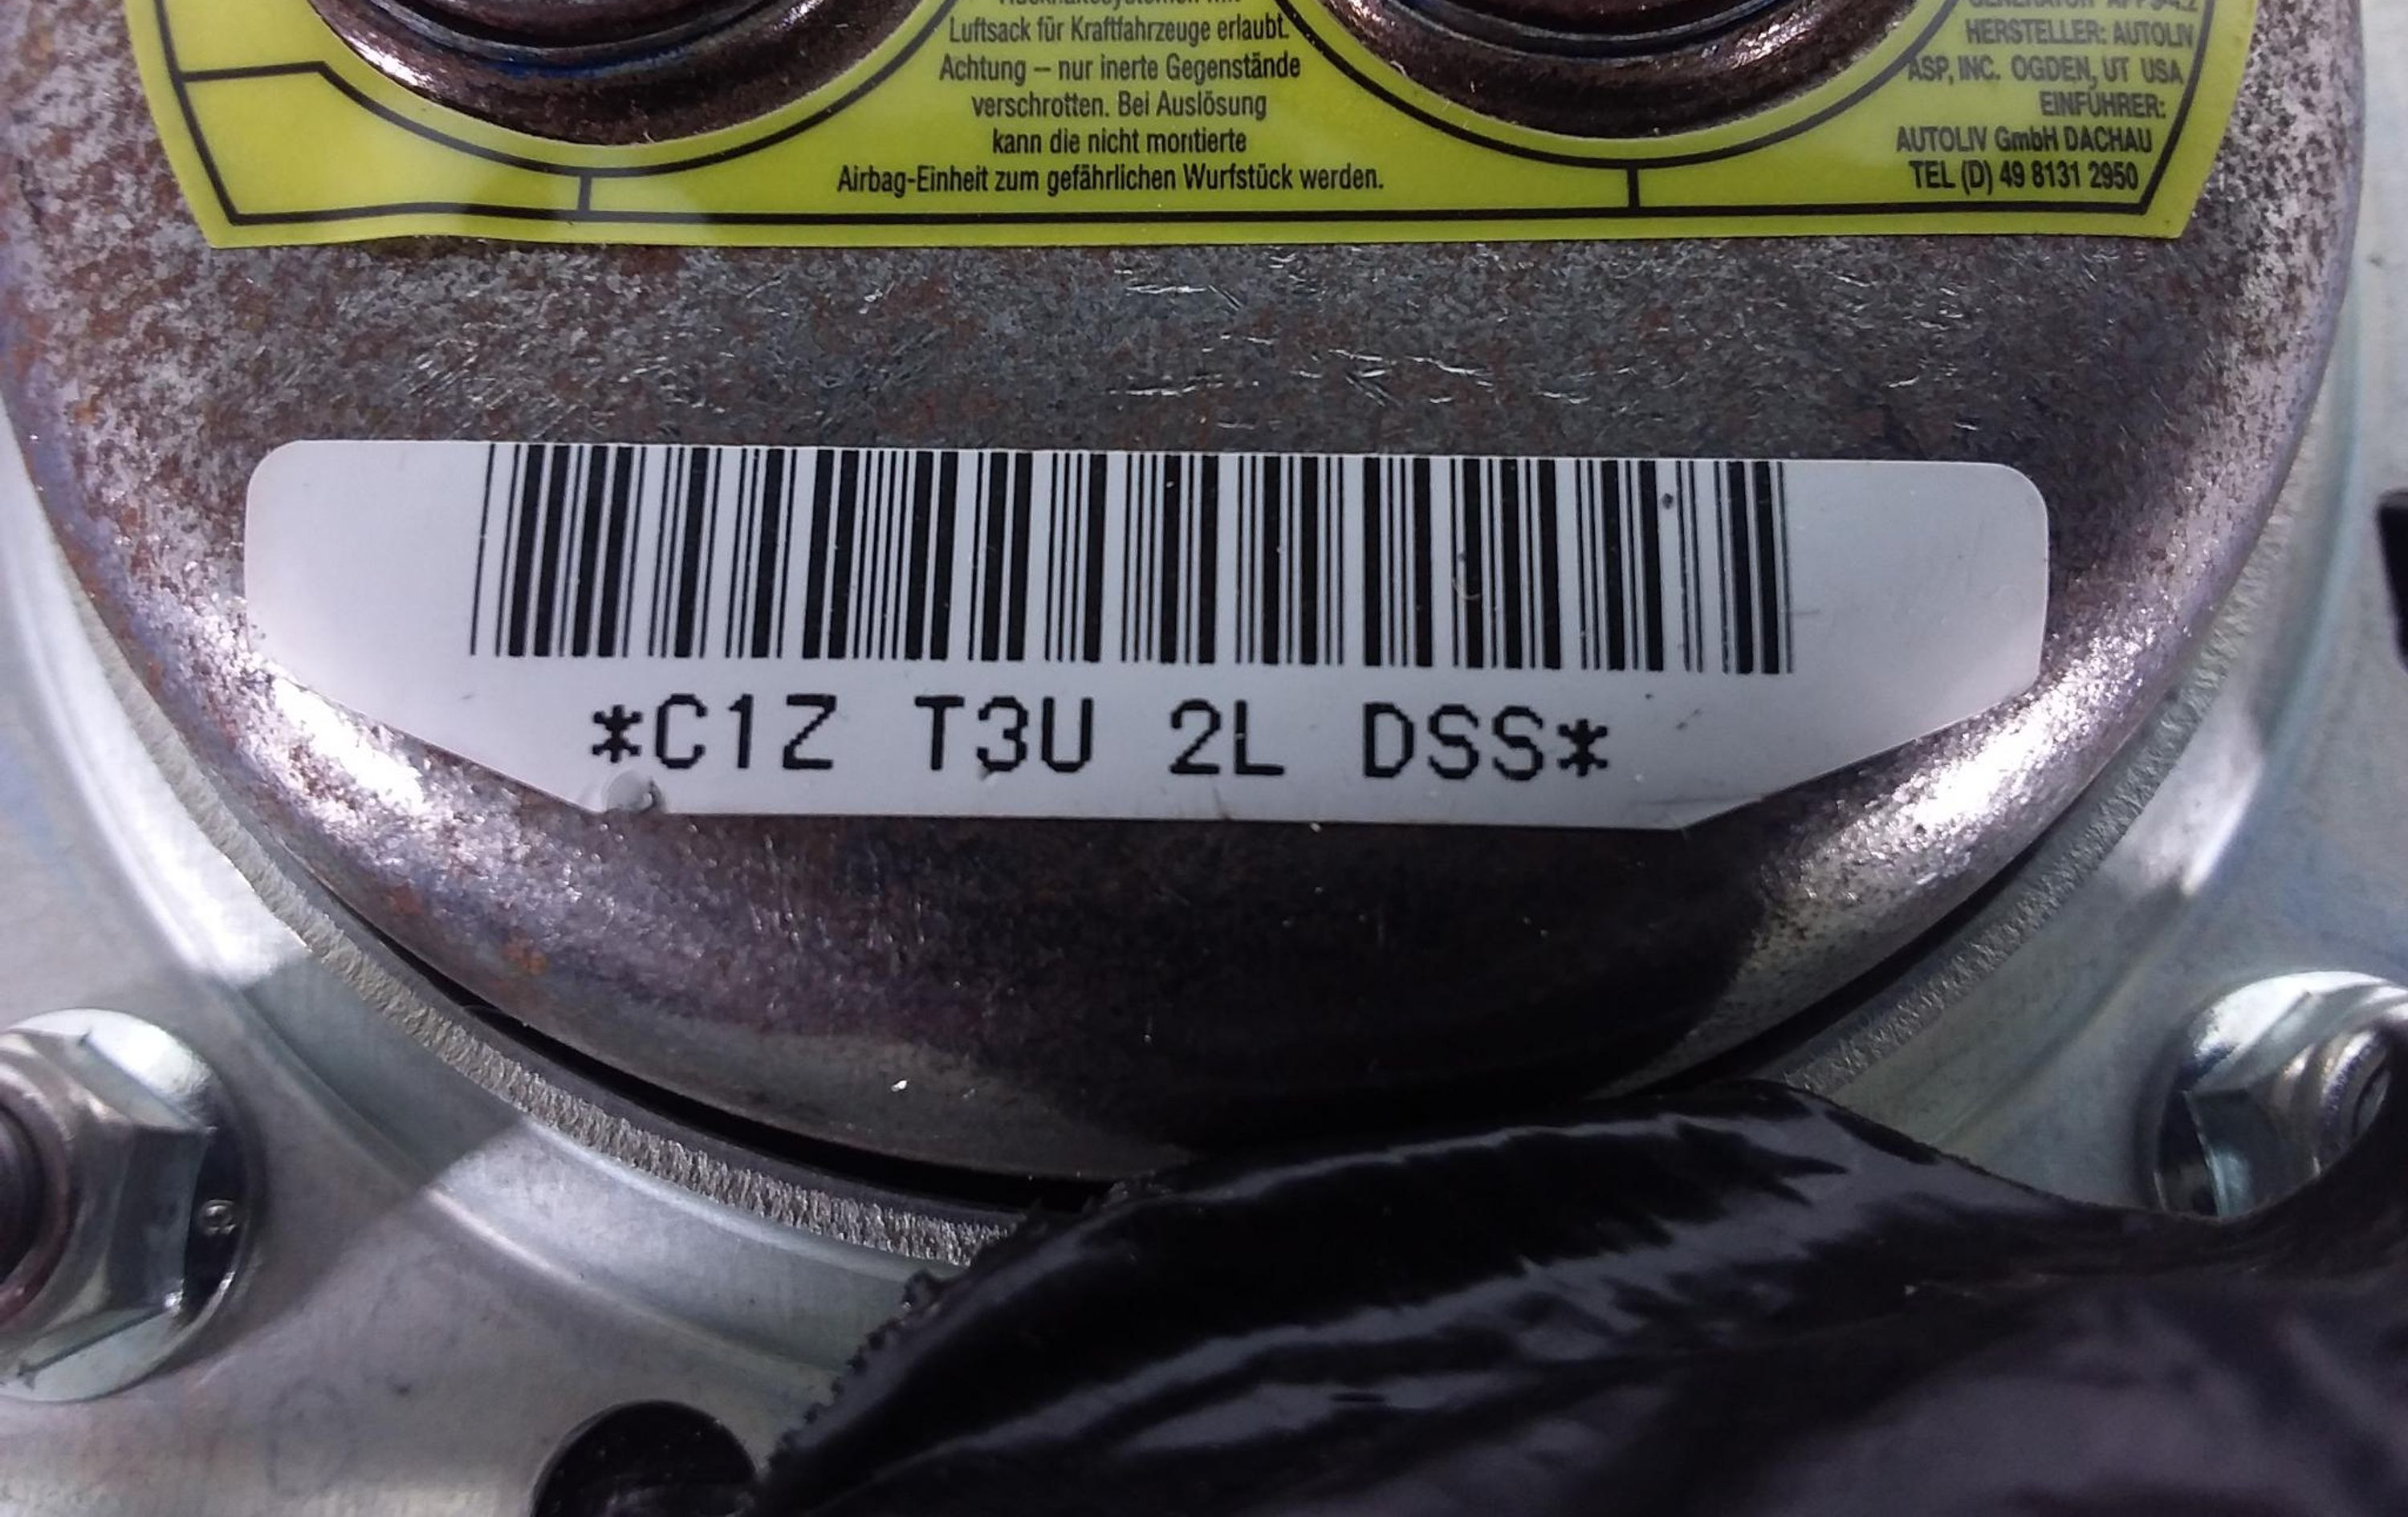 Luftsack für Kraftfahrzeuge erlaubt.
Achtung – nur inerte Gegenstände
verschrotten. Bei Auslösung
kann die nicht montierte
Airbag-Einheit zum gefährlichen Wurfstück werden.
HERSTELLER: AUTOLIV
ASP, INC. OGDEN, UT USA
EINFÜHRER:
AUTOLIV GmbH DACHAU
TEL (D) 49 8131 2950
*C1Z T3U 2L DSS*